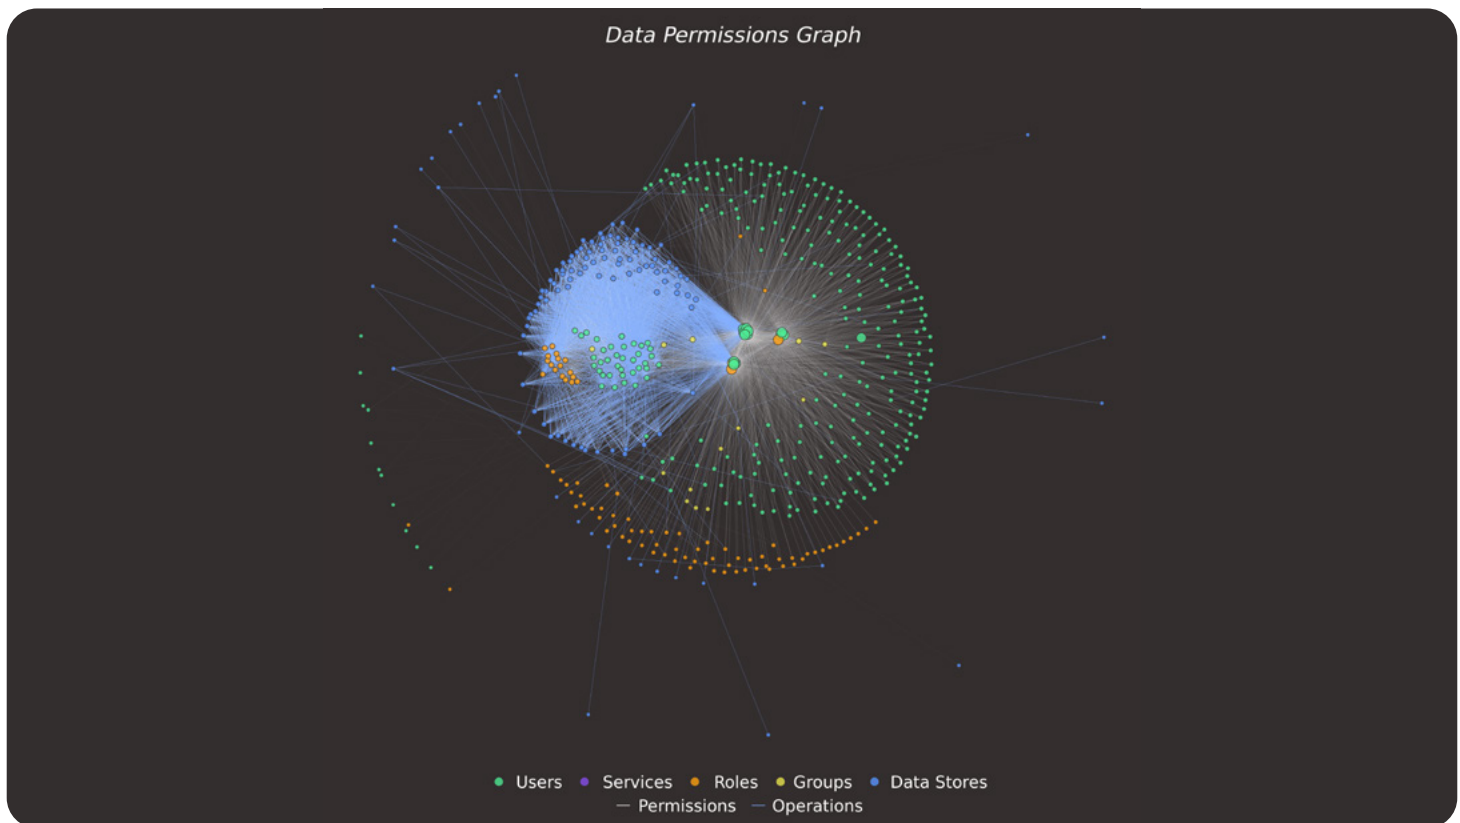 Data Permissions Graph
Users Services Roles Groups Data Stores
Permissions Operations